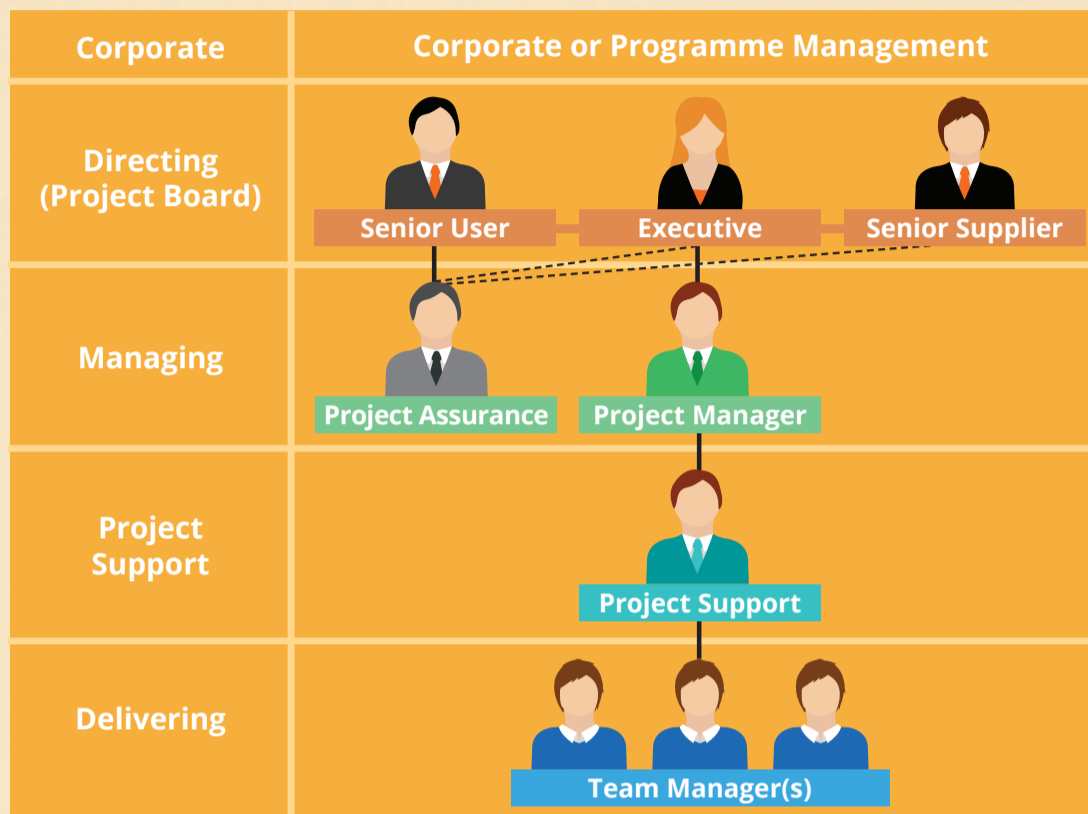 Corporate
Corporate or Programme Management
Directing
(Project Board)
Senior User
Executive
Senior Supplier
Managing
Project Assurance
Project Manager
Project
Support
Project Support
Delivering
Team Manager(s)